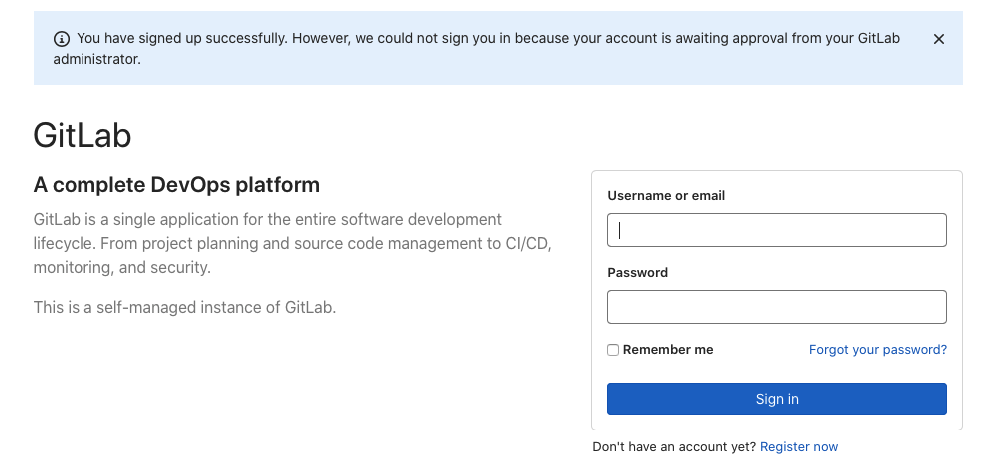 You have signed up successfully. However, we could not sign you in because your account is awaiting approval from your GitLab
administrator.
GitLab
A complete DevOps platform
GitLab is a single application for the entire software development
lifecycle. From project planning and source code management to CI/CD,
monitoring, and security.
This is a self-managed instance of GitLab.
Username or email
Password
Remember me
Forgot your password?
Sign in
Don't have an account yet? Register now